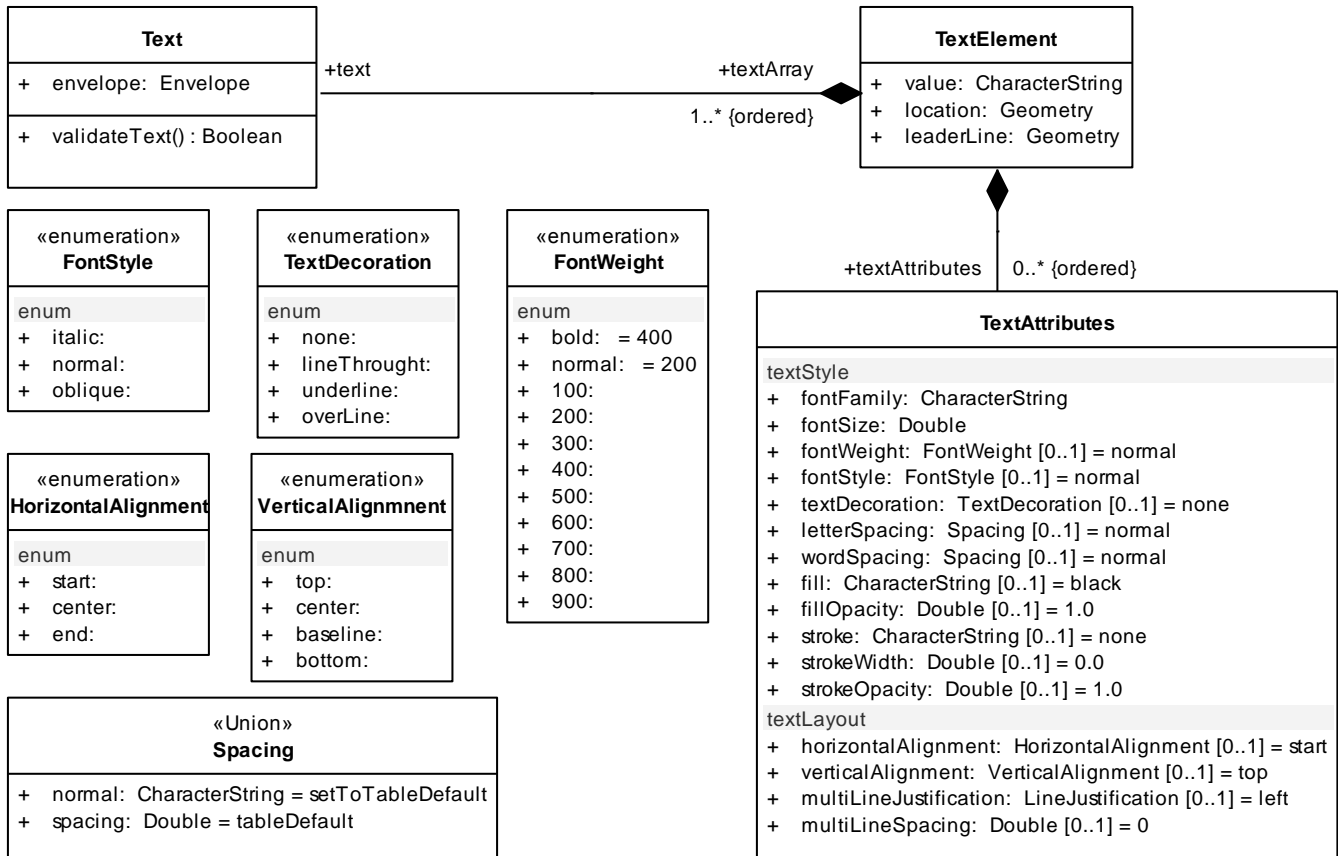 Text
+ envelope: Envelope
+ validateText() : Boolean
+text
+textArray
1..* {ordered}
TextElement
+ value: CharacterString
+ location: Geometry
+ leaderLine: Geometry
+textAttributes
0..* {ordered}
«enumeration»
FontStyle
enum
+ italic:
+ normal:
+ oblique:
«enumeration»
TextDecoration
enum
+ none:
+ lineThrought:
+ underline:
+ overLine:
«enumeration»
FontWeight
enum
+ bold: = 400
+ normal: = 200
+ 100:
+ 200:
+ 300:
+ 400:
+ 500:
+ 600:
+ 700:
+ 800:
+ 900:
«enumeration»
HorizontalAlignment
enum
+ start:
+ center:
+ end:
«enumeration»
VerticalAlignmnent
enum
+ top:
+ center:
+ baseline:
+ bottom:
«Union»
Spacing
+ normal: CharacterString = setToTableDefault
+ spacing: Double = tableDefault
TextAttributes
textStyle
+ fontFamily: CharacterString
+ fontSize: Double
+ fontWeight: FontWeight [0..1] = normal
+ fontStyle: FontStyle [0..1] = normal
+ textDecoration: TextDecoration [0..1] = none
+ letterSpacing: Spacing [0..1] = normal
+ wordSpacing: Spacing [0..1] = normal
+ fill: CharacterString [0..1] = black
+ fillOpacity: Double [0..1] = 1.0
+ stroke: CharacterString [0..1] = none
+ strokeWidth: Double [0..1] = 0.0
+ strokeOpacity: Double [0..1] = 1.0
textLayout
+ horizontalAlignment: HorizontalAlignment [0..1] = start
+ verticalAlignment: VerticalAlignment [0..1] = top
+ multiLineJustification: LineJustification [0..1] = left
+ multiLineSpacing: Double [0..1] = 0